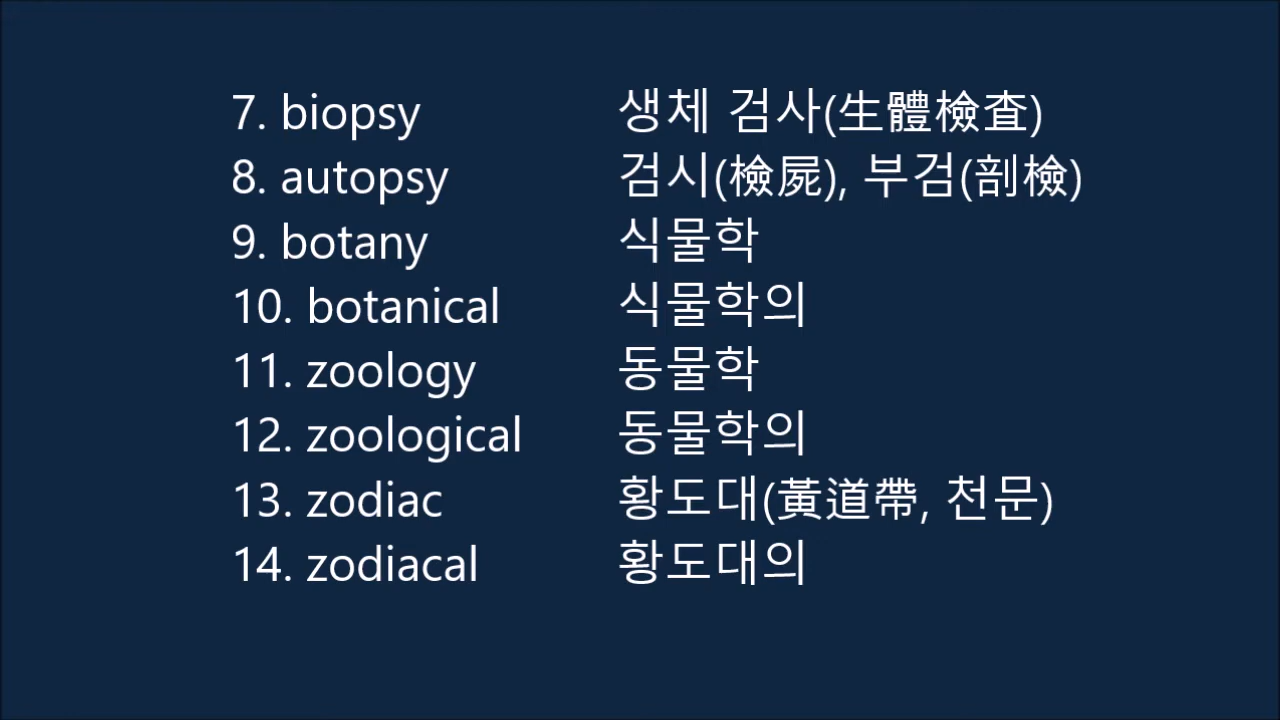 7. biopsy 생체 검사(生體檢査)
8. autopsy 검시(檢屍), 부검(剖檢)
9. botany 식물학
10. botanical 식물학의
11. zoology 동물학
12. zoological 동물학의
13. zodiac 황도대(黃道帶, 천문)
14. zodiacal 황도대의